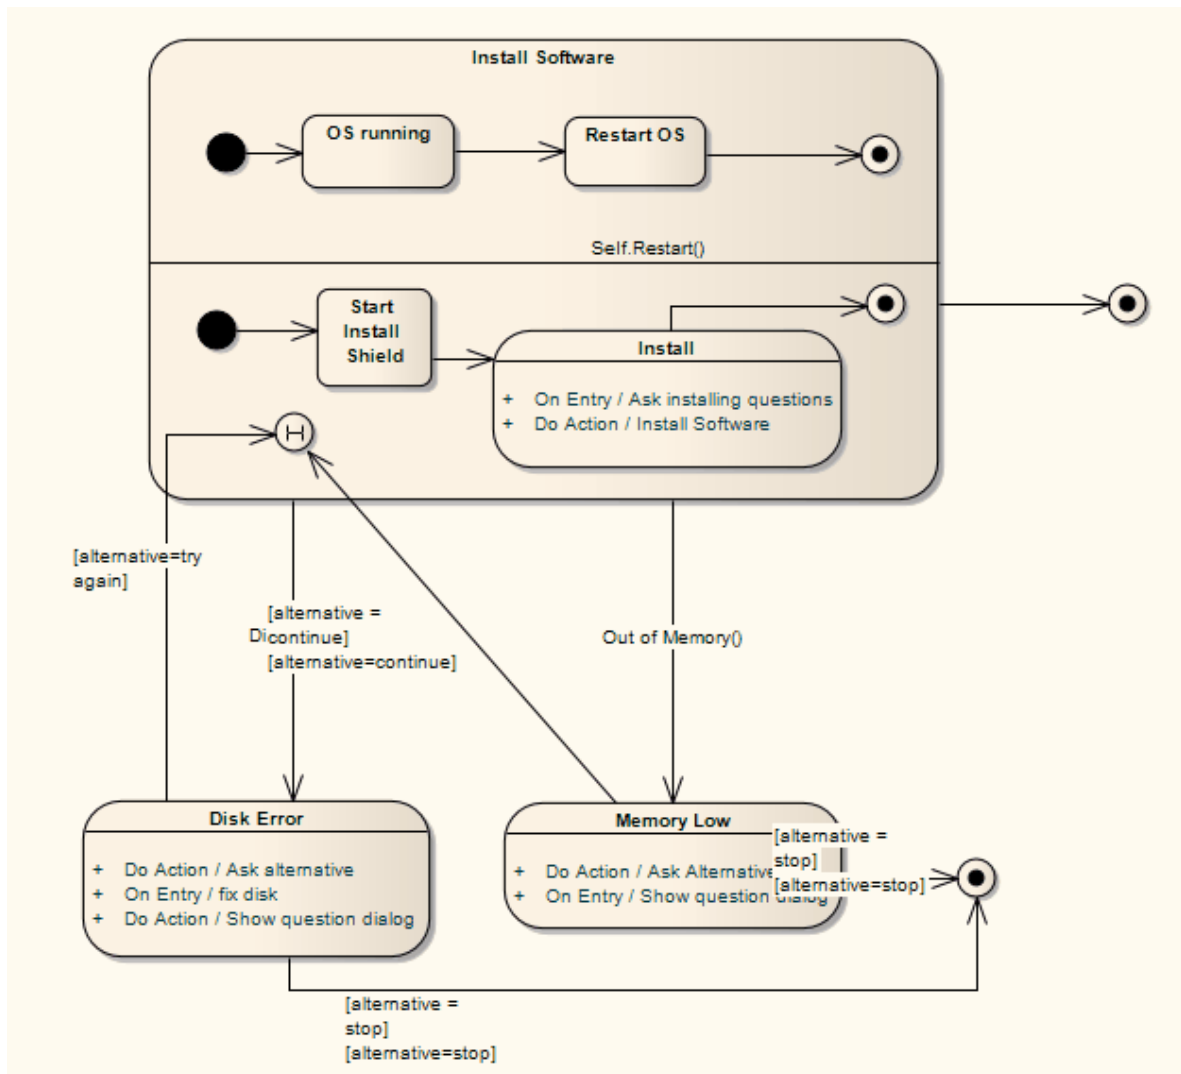 Install Software
OS running
Restart OS
Self.Restart()
Start
Install
Shield
Install
+ On Entry / Ask installing questions
+ Do Action / Install Software
H
[alternative=try
again]
[alternative =
Dicontinue]
[alternative=continue]
Out of Memory()
Disk Error
+ Do Action / Ask alternative
+ On Entry / fix disk
+ Do Action / Show question dialog
Memory Low
+ Do Action / Ask Alternative
+ On Entry / Show question dialog
[alternative =
stop]
[alternative=stop]
[alternative =
stop]
[alternative=stop]